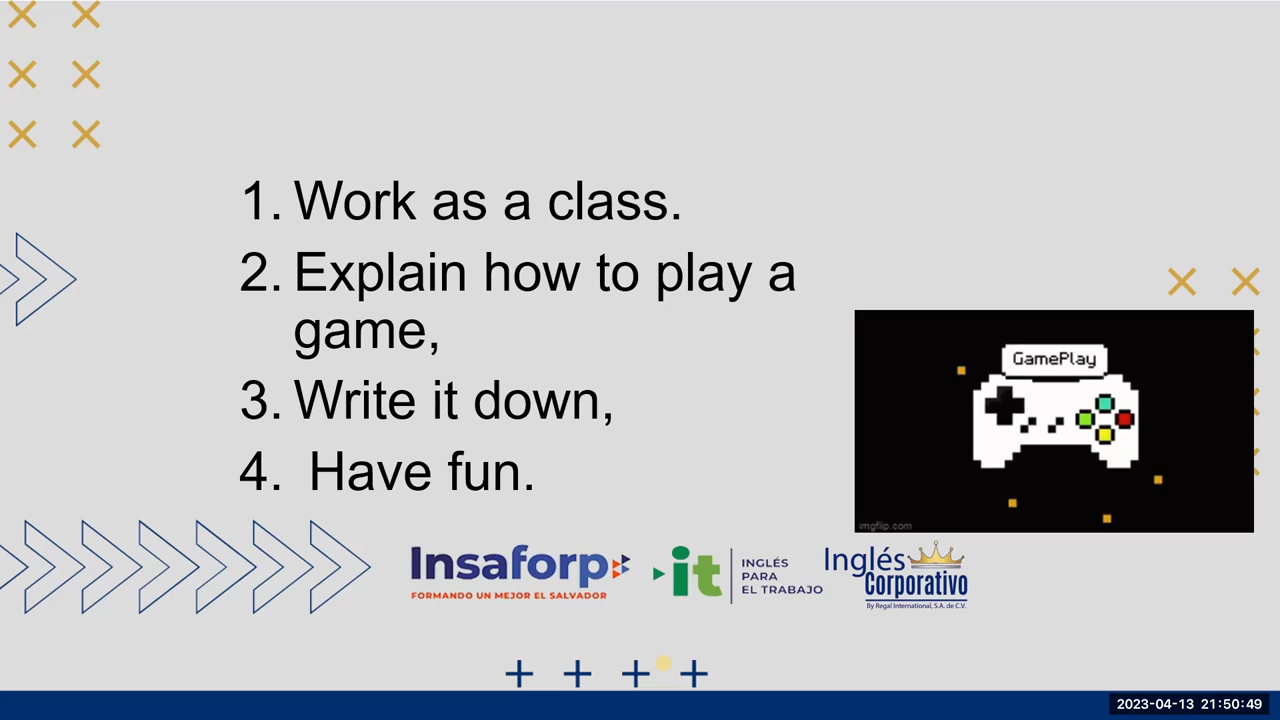 1. Work as a class.
2. Explain how to play a
game,
3. Write it down,
4. Have fun.
GamePlay
imgflip.com
Insaforp
FORMANDO UN MEJOR EL SALVADOR
it
INGLÉS
PARA
EL TRABAJO
Inglés
Corporativo
By Regal International, S.A. de C.V.
2023-04-13 21:50:49